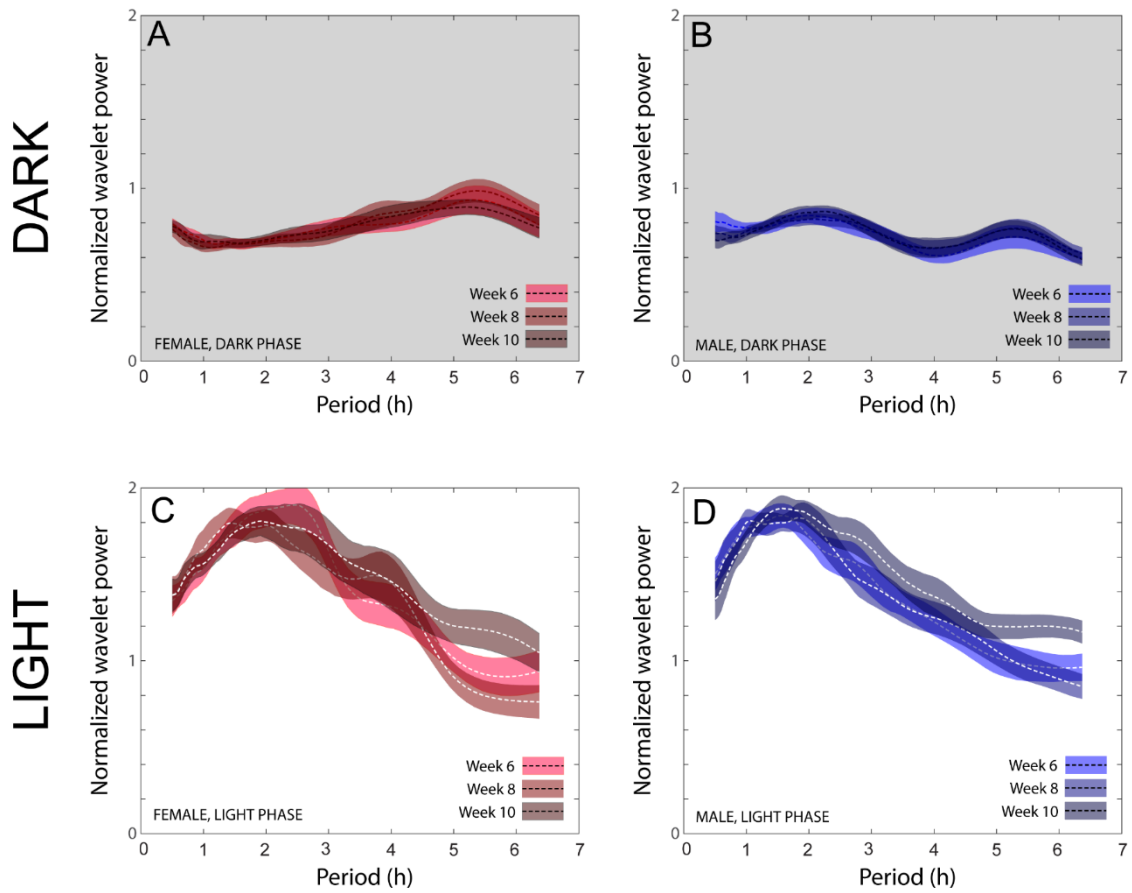 DARK
A
Normalized wavelet power
2
1
0
Week 6
Week 8
Week 10
FEMALE, DARK PHASE
0 1 2 3 4 5 6 7
Period (h)
B
Normalized wavelet power
2
1
0
Week 6
Week 8
Week 10
MALE, DARK PHASE
0 1 2 3 4 5 6 7
Period (h)
LIGHT
C
Normalized wavelet power
2
1
0
Week 6
Week 8
Week 10
FEMALE, LIGHT PHASE
0 1 2 3 4 5 6 7
Period (h)
D
Normalized wavelet power
2
1
0
Week 6
Week 8
Week 10
MALE, LIGHT PHASE
0 1 2 3 4 5 6 7
Period (h)